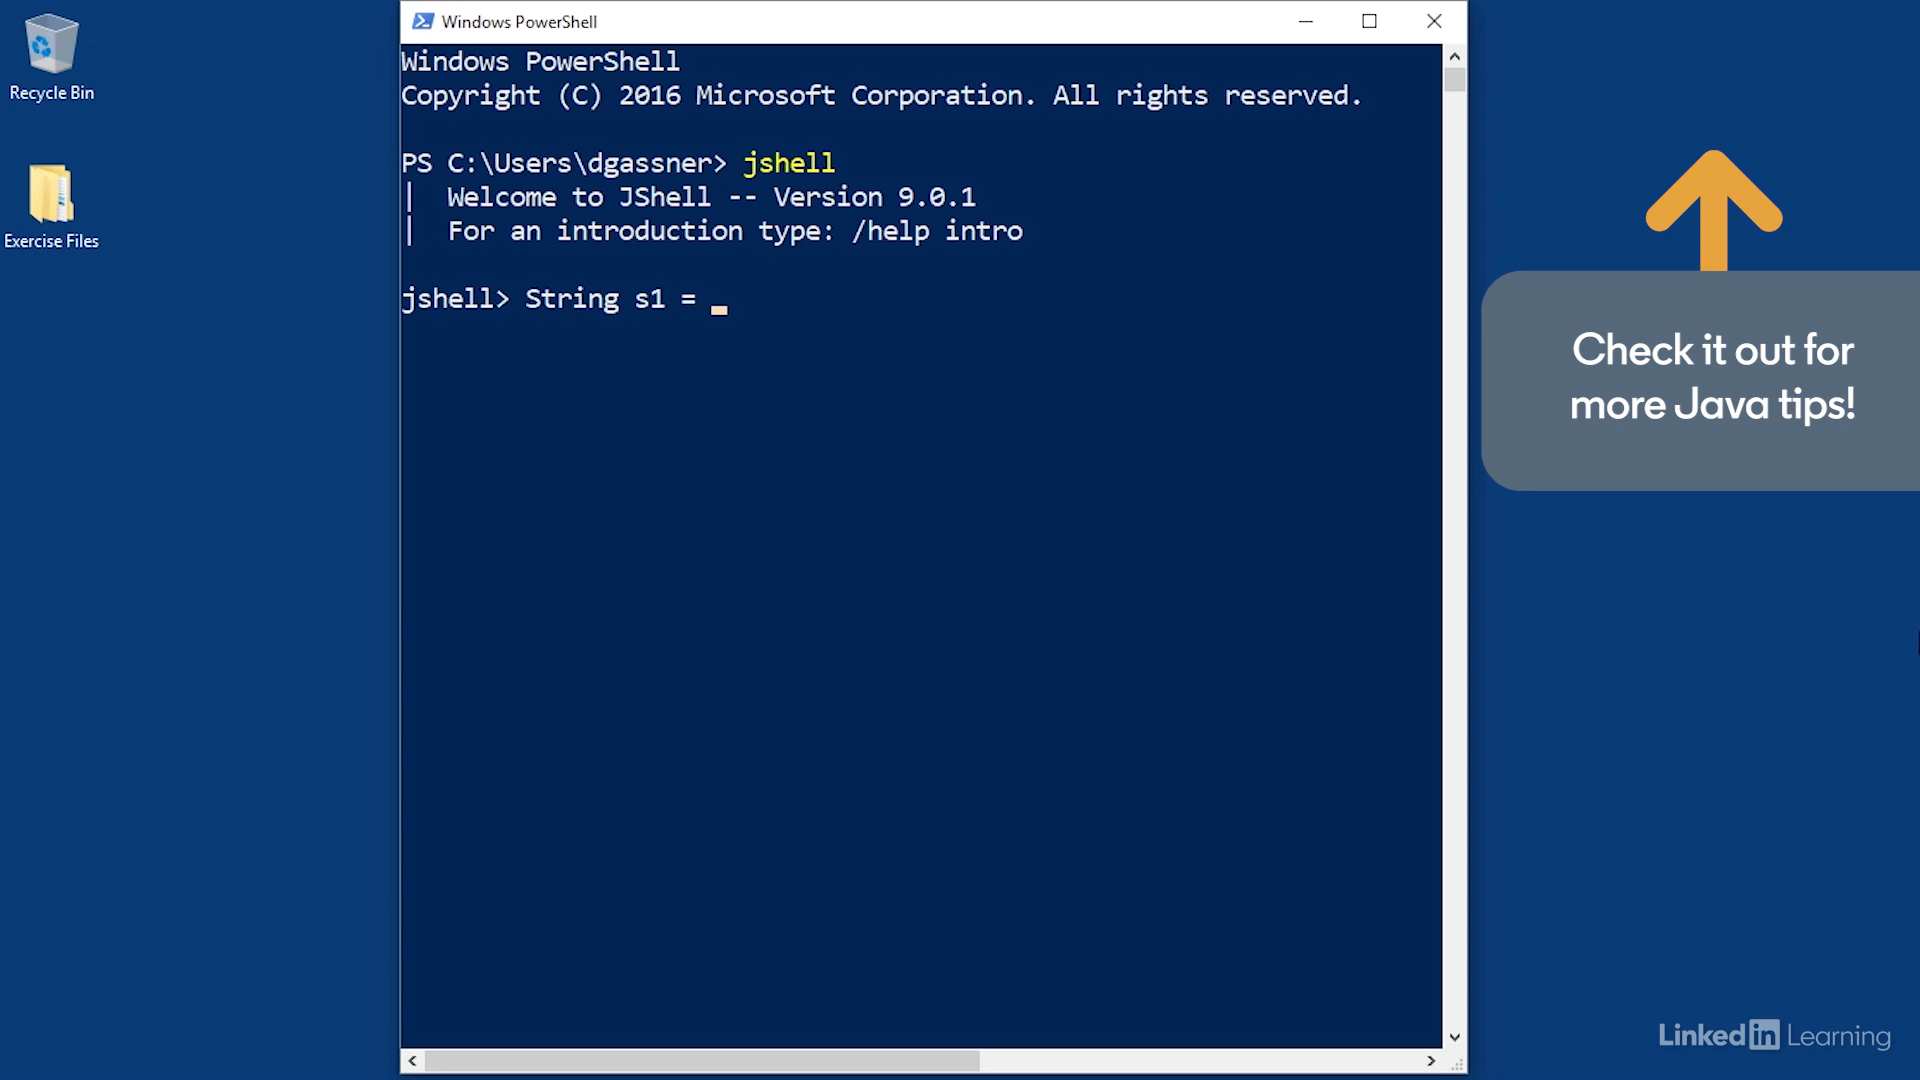 Recycle Bin
Exercise Files
Windows PowerShell
Windows PowerShell
Copyright (C) 2016 Microsoft Corporation. All rights reserved.
PS C:\Users\dgassner> jshell
|  Welcome to JShell -- Version 9.0.1
|  For an introduction type: /help intro
jshell> String s1 = _
Check it out for
more Java tips!
LinkedIn Learning